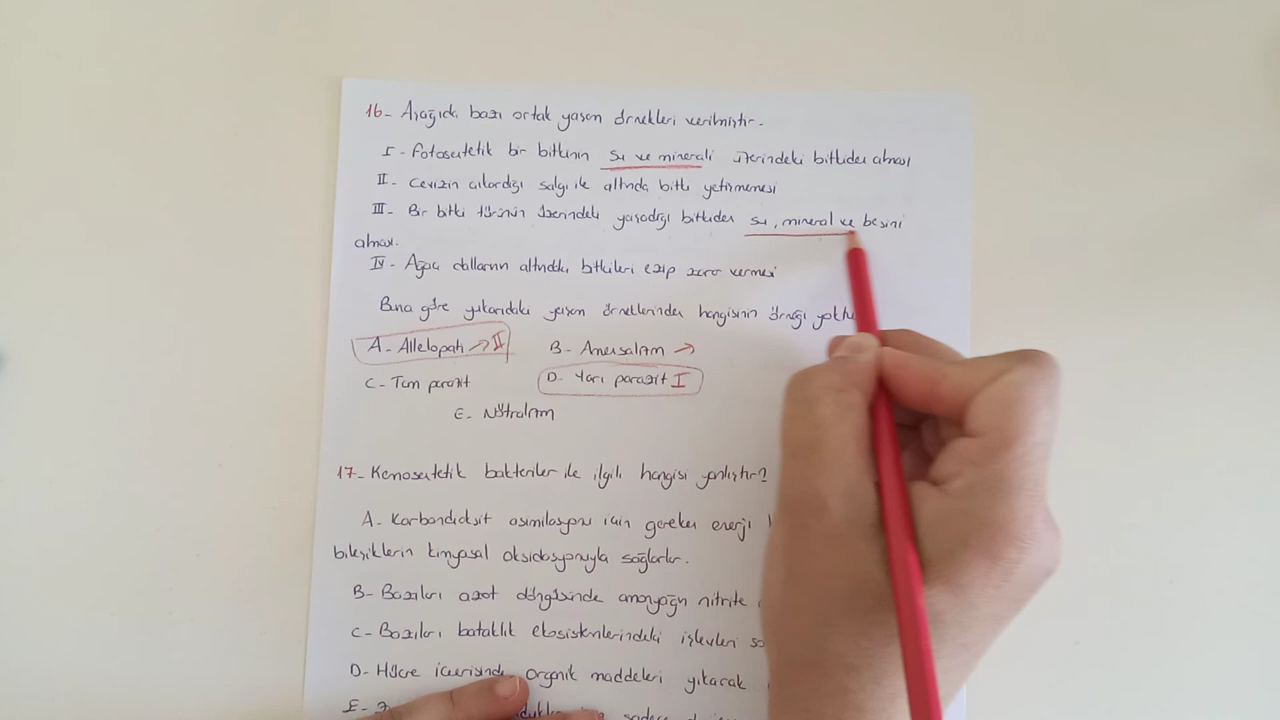 16- Aşağıda bazı ortak yaşam örnekleri verilmiştir.
I - Fotosentetik bir bitkinin su ve minerali üzerindeki bitkiden alması
II - Cevizin çıkardığı salgı ile altında bitki yetişmemesi
III - Bir bitki türünün üzerindeki yaşadığı bitkiden su, mineral ve besini
alması.
IV - Ağaç dallarının altındaki bitkileri ezip zarar vermesi
Buna göre yukarıdaki yaşam örneklerinden hangisinin örneği yoktu
A - Allelopati → II B - Amensalizm →
C - Tam parazit D - Yarı parazit I
E - Nötralizm
17- Kemosentetik bakteriler ile ilgili hangisi yanlıştır?
A - Karbondioksit asimilasyonu için gereken enerji
bileşiklerin kimyasal oksidasyonuyla sağlarlar.
B - Bazıları azot döngüsünde amonyağın nitrite
C - Bazıları, bataklık ekosistemlerindeki işlevleri
D - Hücre içerisinde organik maddeleri yıkacak
E - sadece